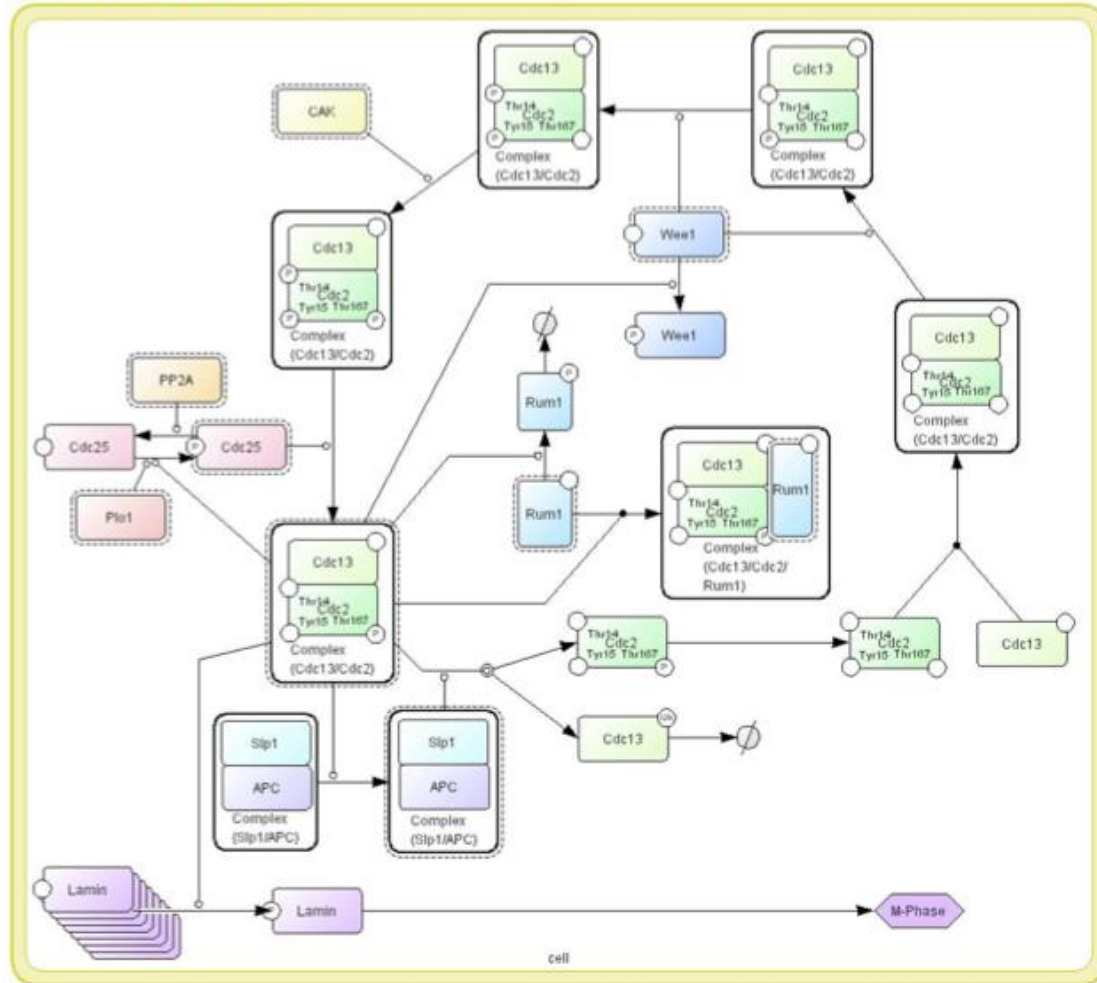 Cdc13
P
Thr14
Cdc2
Tyr15 Thr167
P
Complex
(Cdc13/Cdc2)
Cdc13
Thr14
Cdc2
Tyr15 Thr167
P
Complex
(Cdc13/Cdc2)
CAK
Cdc13
P
Thr14
Cdc2
Tyr15 Thr167
P
P
Complex
(Cdc13/Cdc2)
Wee1
P
Wee1
Cdc13
Thr14
Cdc2
Tyr15 Thr167
Complex
(Cdc13/Cdc2)
PP2A
Cdc25
P
Cdc25
Plo1
P
Rum1
Rum1
Cdc13
Rum1
Thr14
Cdc2
Tyr15 Thr167
P
Complex
(Cdc13/Cdc2/
Rum1)
Cdc13
Thr14
Cdc2
Tyr15 Thr167
P
Complex
(Cdc13/Cdc2)
Thr14
Cdc2
Tyr15 Thr167
P
Thr14
Cdc2
Tyr15 Thr167
Cdc13
Ub
Cdc13
Slp1
APC
Complex
(Slp1/APC)
Slp1
APC
Complex
(Slp1/APC)
Lamin
P
Lamin
M-Phase
cell